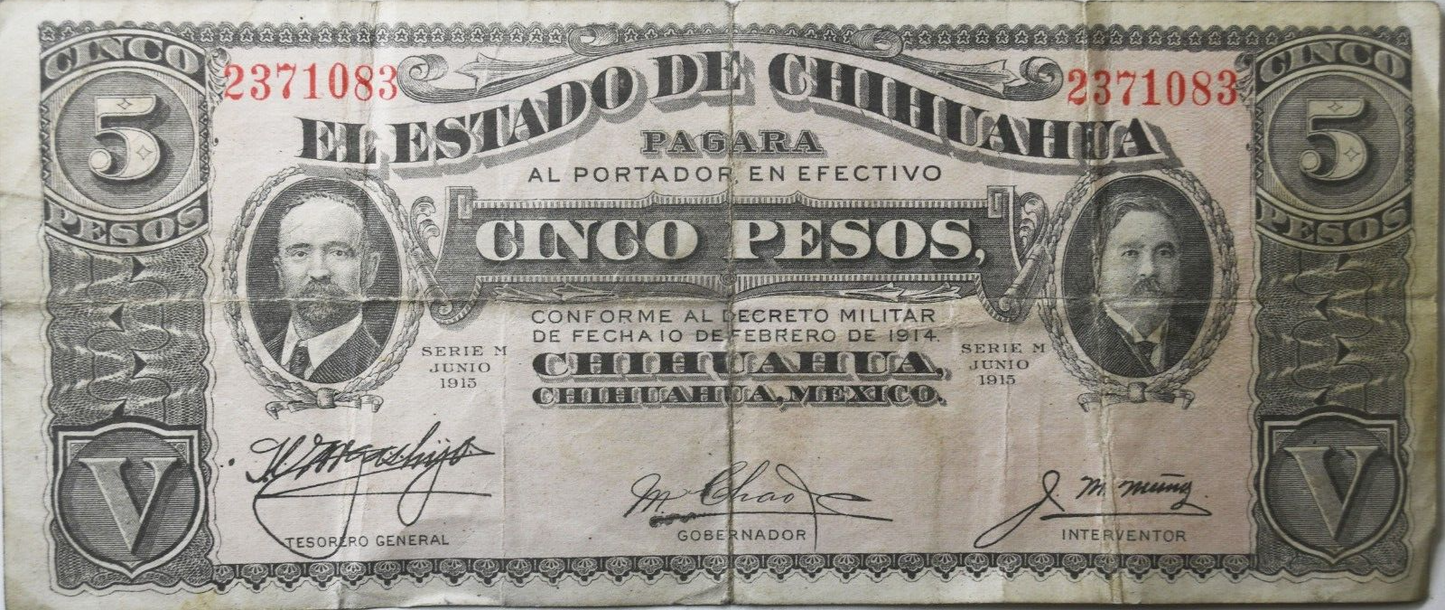 CINCO
5
PESOS
2371083
EL ESTADO DE CHIHUAHUA
2371083
CINCO
5
PESOS
PAGARA
AL PORTADOR EN EFECTIVO
CINCO PESOS,
CONFORME AL DECRETO MILITAR
DE FECHA 10 DE FEBRERO DE 1914.
SERIE M
JUNIO
1915
CHIHUAHUA,
CHIHUAHUA, MEXICO.
SERIE M
JUNIO
1915
V
V
M Chao
J. M. Muñoz
TESORERO GENERAL
GOBERNADOR
INTERVENTOR